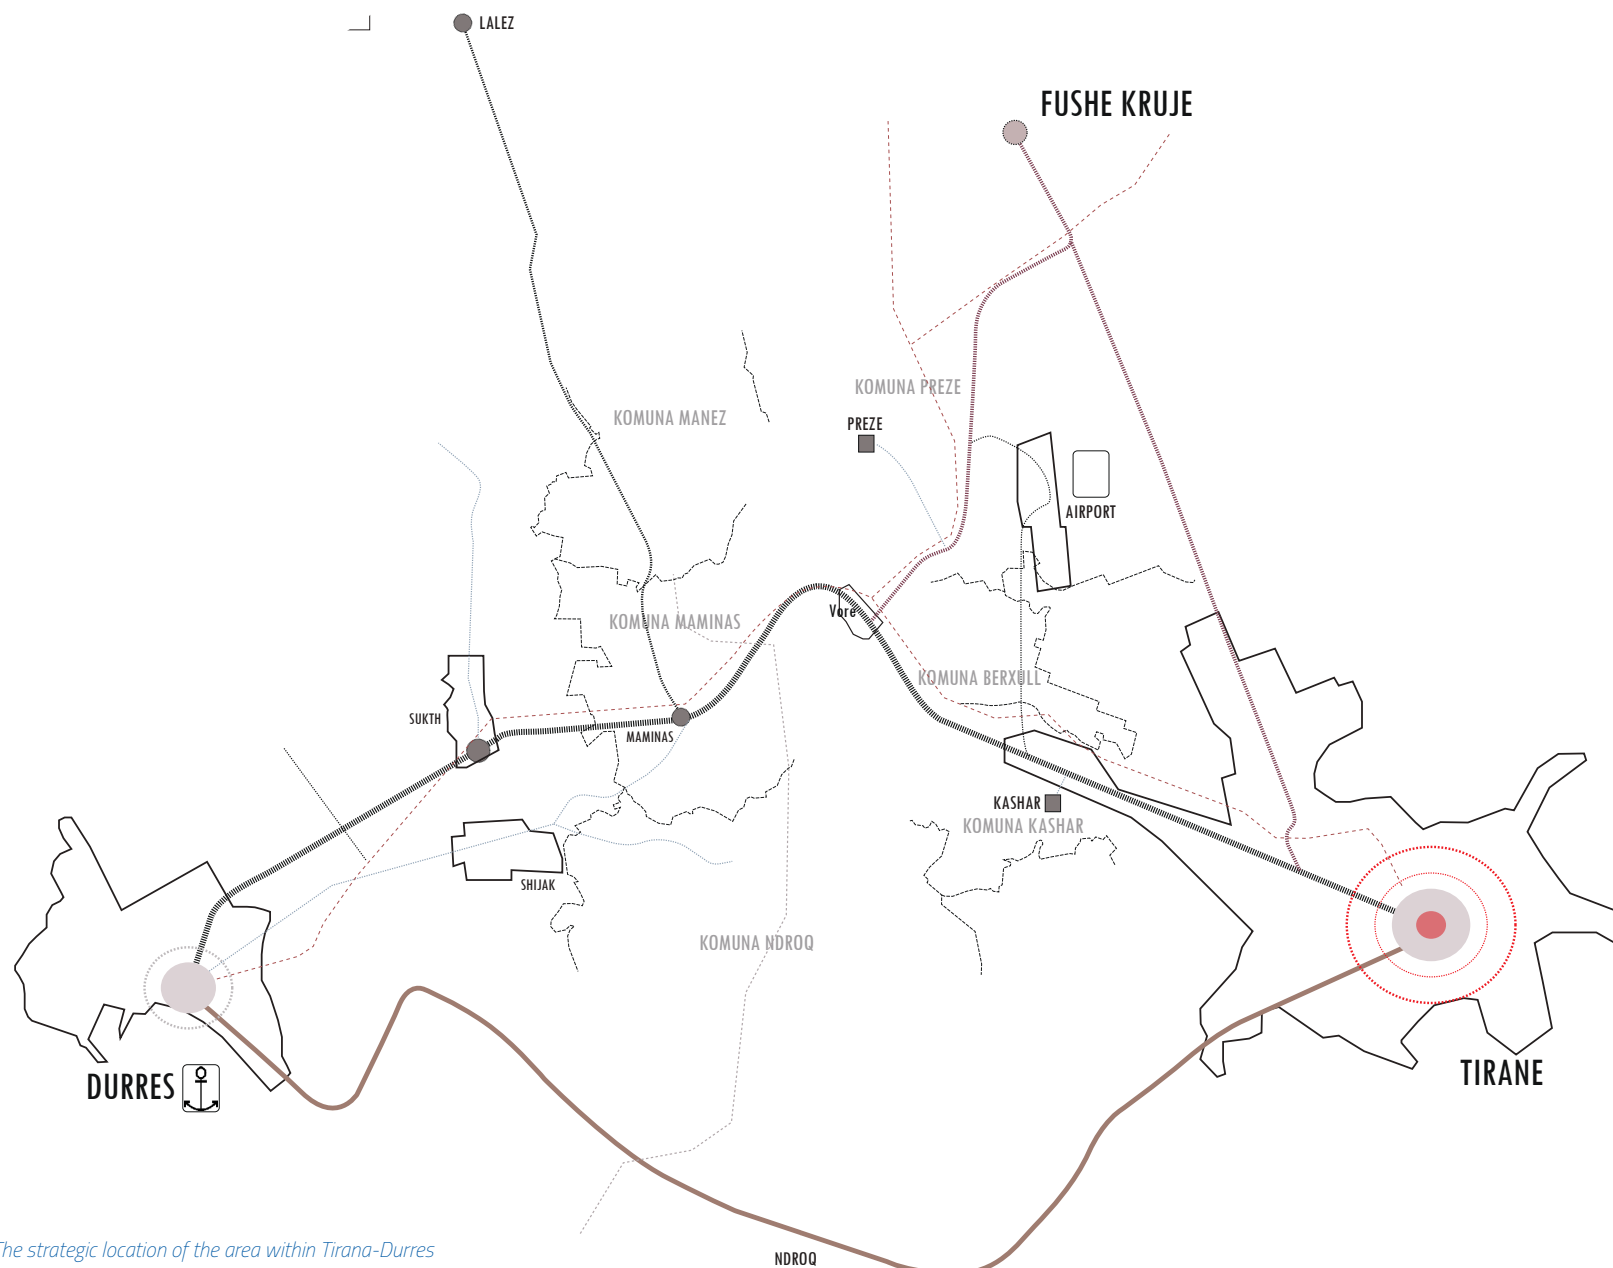 LALEZ
FUSHE KRUJE
KOMUNA PREZE
KOMUNA MANEZ
PREZE
AIRPORT
Vore
KOMUNA MAMINAS
KOMUNA BERXULL
SUKTH
MAMINAS
KASHAR
KOMUNA KASHAR
SHIJAK
KOMUNA NDROQ
TIRANE
DURRES
The strategic location of the area within Tirana-Durres
NDROQ